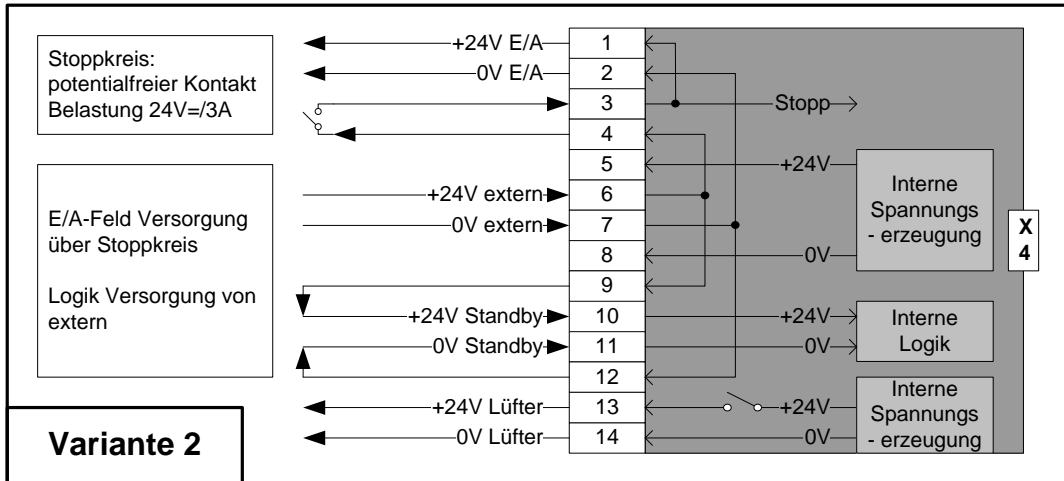 Stoppkreis:
potentialfreier Kontakt
Belastung 24V=/3A
E/A-Feld Versorgung
über Stoppkreis
Logik Versorgung von
extern
Variante 2
+24V E/A
0V E/A
+24V extern
0V extern
+24V Standby
0V Standby
+24V Lüfter
0V Lüfter
1
2
3
4
5
6
7
8
9
10
11
12
13
14
Stopp
+24V
0V
+24V
0V
+24V
0V
Interne
Spannungs
- erzeugung
Interne
Logik
Interne
Spannungs
- erzeugung
X
4